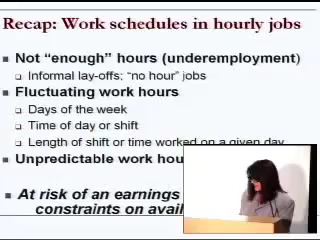 Recap: Work schedules in hourly jobs
Not “enough” hours (underemployment)
Informal lay-offs; “no hour” jobs
Fluctuating work hours
Days of the week
Time of day or shift
Length of shift or time worked on a given day
Unpredictable work hou
At risk of an earnings
constraints on avail